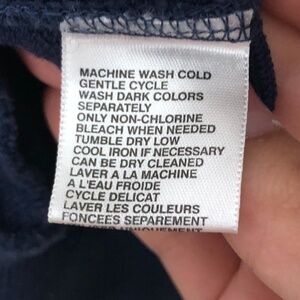 MACHINE WASH COLD
GENTLE CYCLE
WASH DARK COLORS
SEPARATELY
ONLY NON-CHLORINE
BLEACH WHEN NEEDED
TUMBLE DRY LOW
COOL IRON IF NECESSARY
CAN BE DRY CLEANED
LAVER A LA MACHINE
A L'EAU FROIDE
CYCLE DELICAT
LAVER LES COULEURS
FONCEES SEPAREMENT